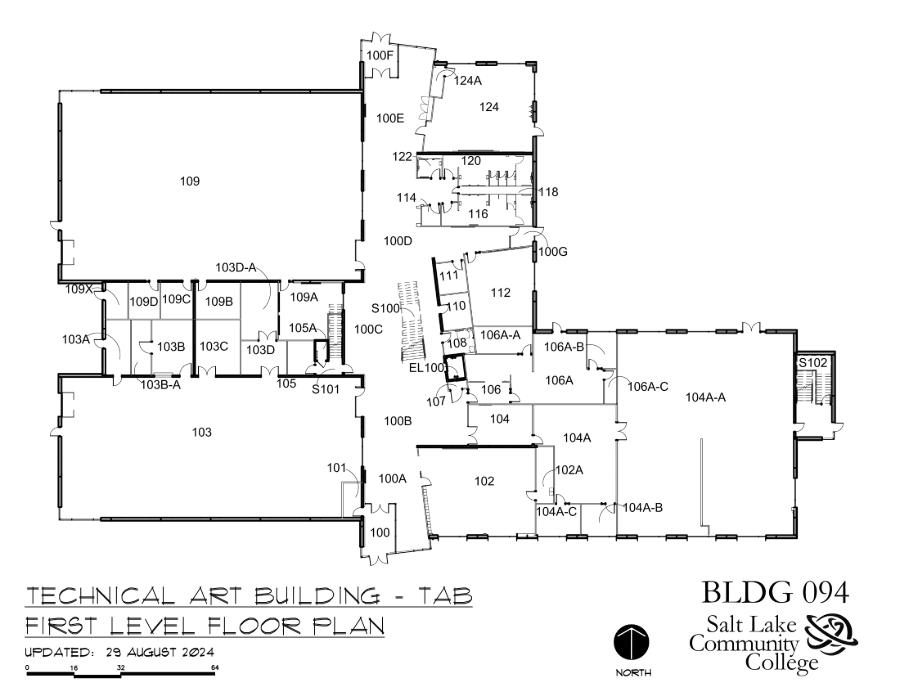 100F
124A
124
100E
122
120
109
114
118
116
100D
100G
103D-A
111
109X
109D
109C
109B
109A
110
112
S100
105A
100C
103A
103B
103C
103D
108
106A-A
106A-B
S102
EL100
103B-A
105
S101
107
106
106A
106A-C
104A-A
100B
104
103
104A
101
100A
102
102A
104A-C
104A-B
100
TECHNICAL ART BUILDING - TAB
FIRST LEVEL FLOOR PLAN
UPDATED: 29 AUGUST 2024
0 16 32 64
NORTH
BLDG 094
Salt Lake
Community
College